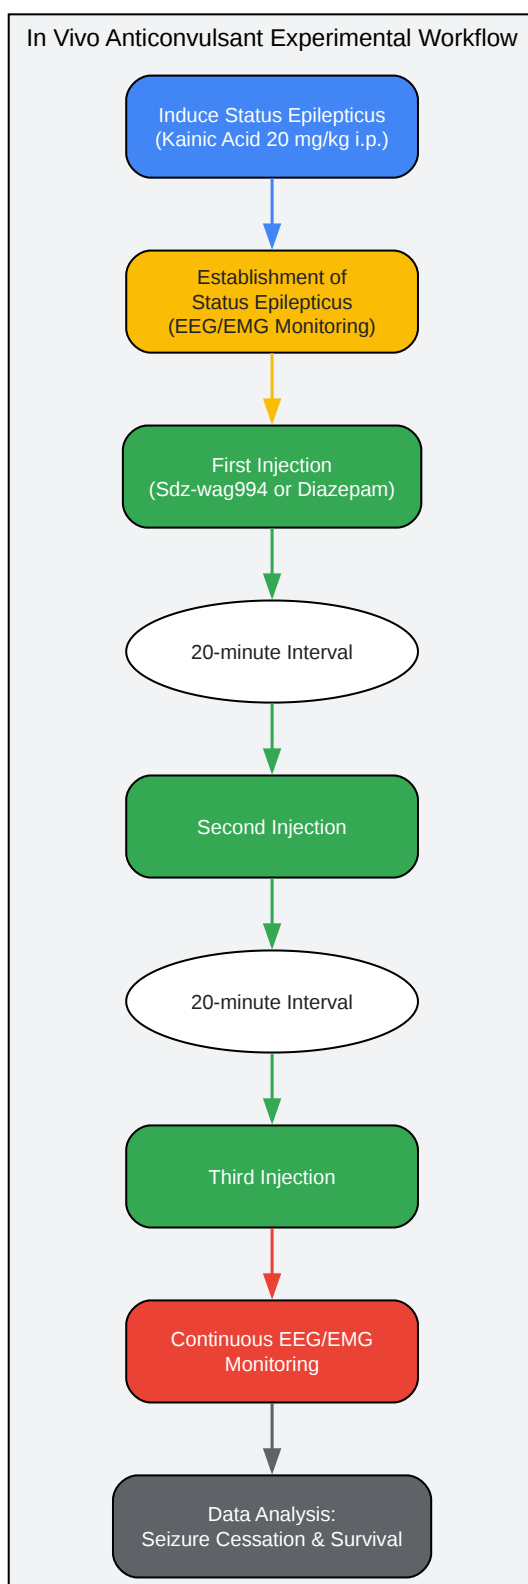 In Vivo Anticonvulsant Experimental Workflow
Induce Status Epilepticus
(Kainic Acid 20 mg/kg i.p.)
Establishment of
Status Epilepticus
(EEG/EMG Monitoring)
First Injection
(Sdz-wag994 or Diazepam)
20-minute Interval
Second Injection
20-minute Interval
Third Injection
Continuous EEG/EMG
Monitoring
Data Analysis:
Seizure Cessation & Survival